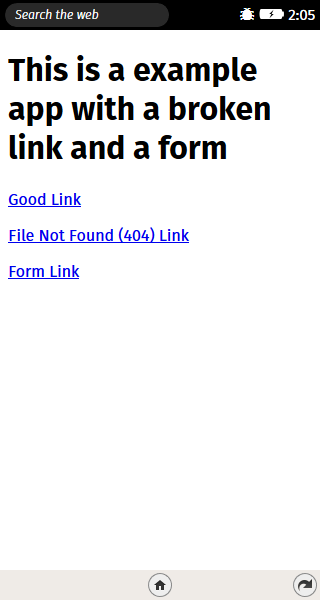 Search the web
2:05
This is a example
app with a broken
link and a form
Good Link
File Not Found (404) Link
Form Link